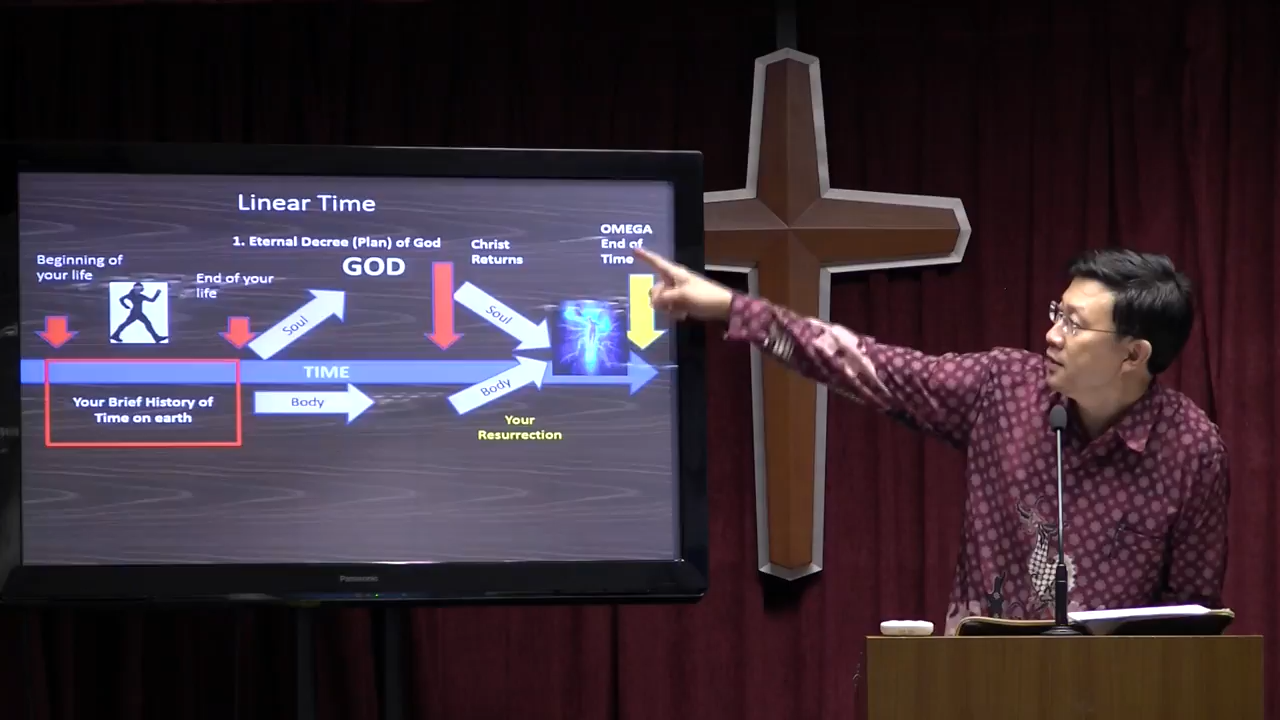 Linear Time
1. Eternal Decree (Plan) of God
GOD
Beginning of
your life
End of your
life
Christ
Returns
OMEGA
End of
Time
Soul
Soul
TIME
Body
Body
Your Brief History of
Time on earth
Your
Resurrection
Panasonic